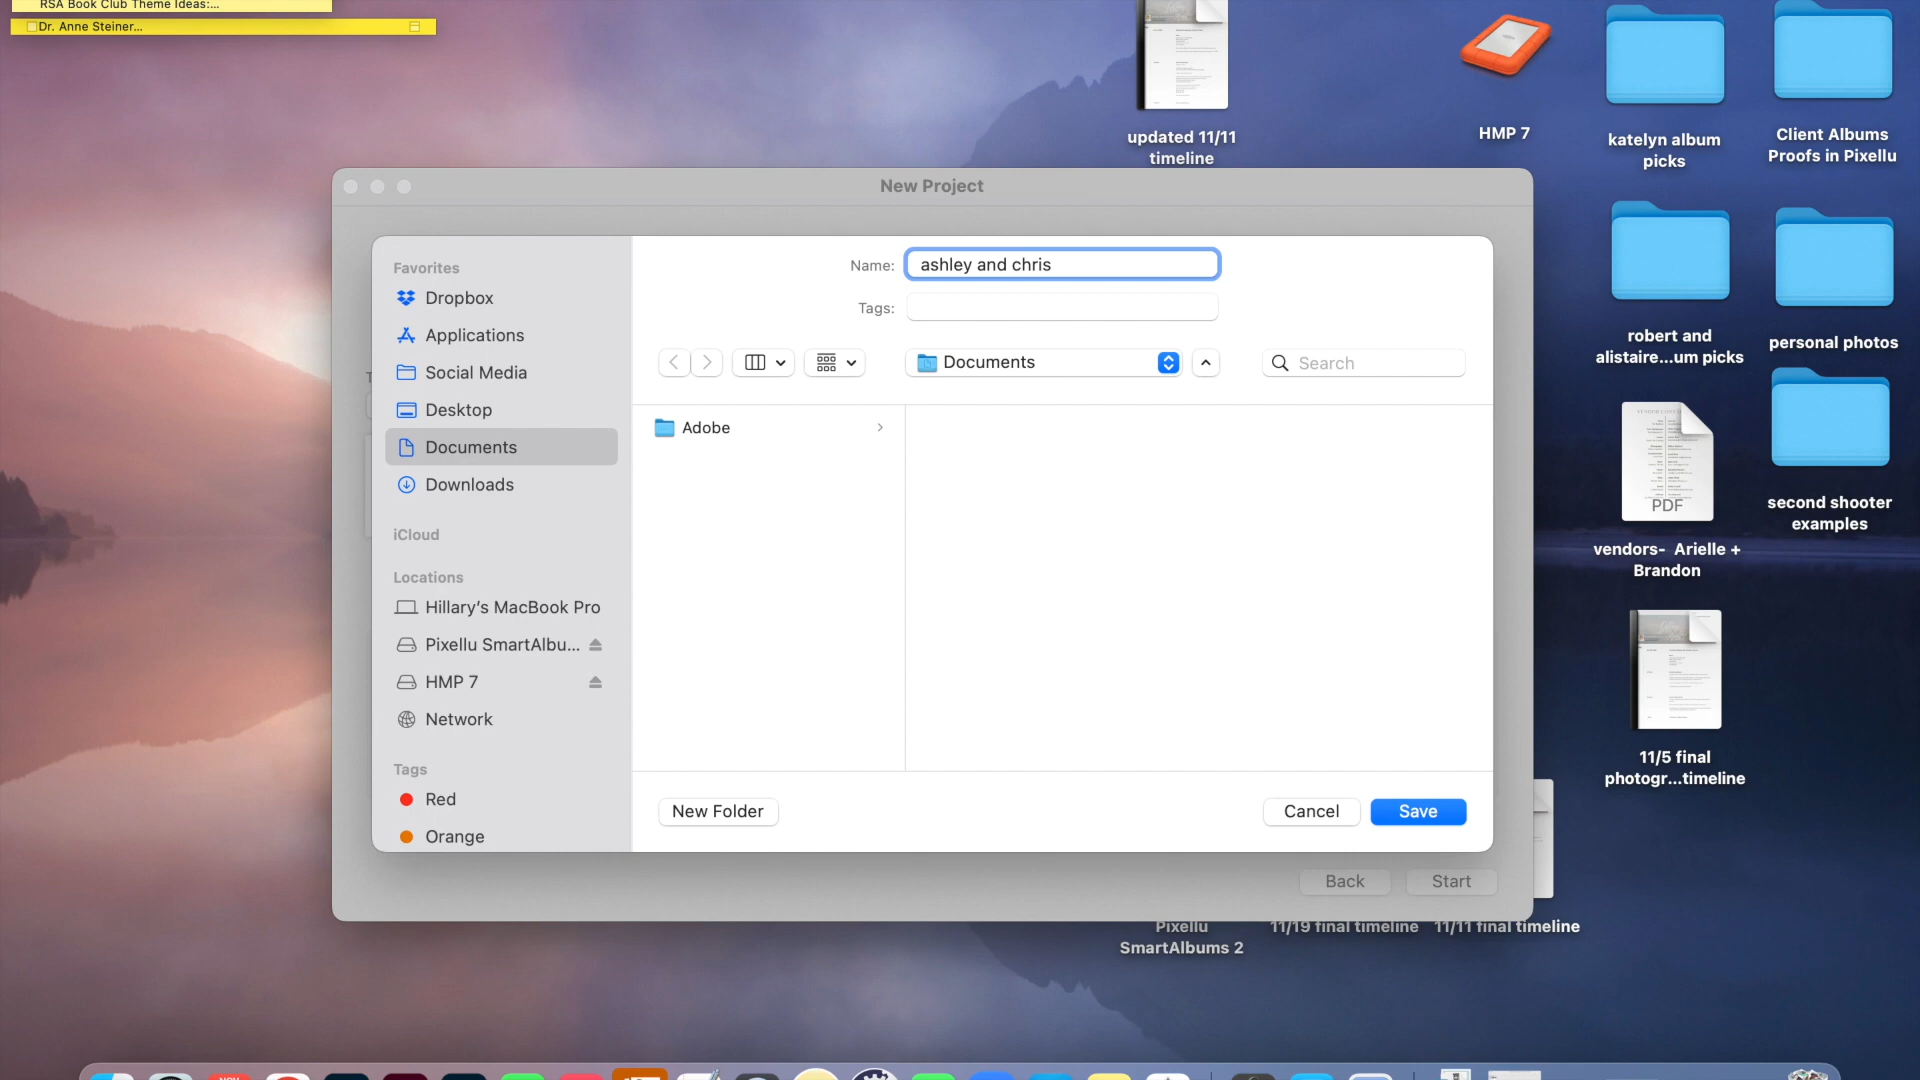 RSA Book Club Theme Ideas:...
Dr. Anne Steiner...
updated 11/11
timeline
HMP 7
katelyn album
picks
Client Albums
Proofs in Pixellu
New Project
Favorites
Dropbox
Applications
Social Media
Desktop
Documents
Downloads
iCloud
Locations
Hillary's MacBook Pro
Pixellu SmartAlbu...
HMP 7
Network
Tags
Red
Orange
Name: ashley and chris
Tags:
Documents
Search
Adobe
New Folder
Cancel
Save
Back
Start
robert and
alistaire...um picks
personal photos
PDF
vendors- Arielle +
Brandon
second shooter
examples
11/5 final
photogr...timeline
Pixellu
SmartAlbums 2
11/19 final timeline
11/11 final timeline